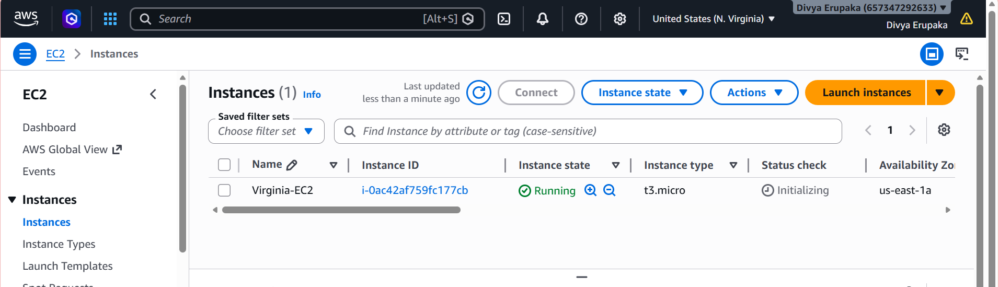 aws
Search [Alt+S]
United States (N. Virginia)
Divya Erupaka (657347292633)
Divya Erupaka
EC2 Instances
EC2
Dashboard
AWS Global View
Events
Instances
Instances
Instance Types
Launch Templates
Spot Requests
Instances (1) Info
Last updated
less than a minute ago
Connect
Instance state
Actions
Launch instances
Saved filter sets
Choose filter set
Find Instance by attribute or tag (case-sensitive)
1
Name Instance ID Instance state Instance type Status check Availability Zo
Virginia-EC2 i-0ac42af759fc177cb Running t3.micro Initializing us-east-1a